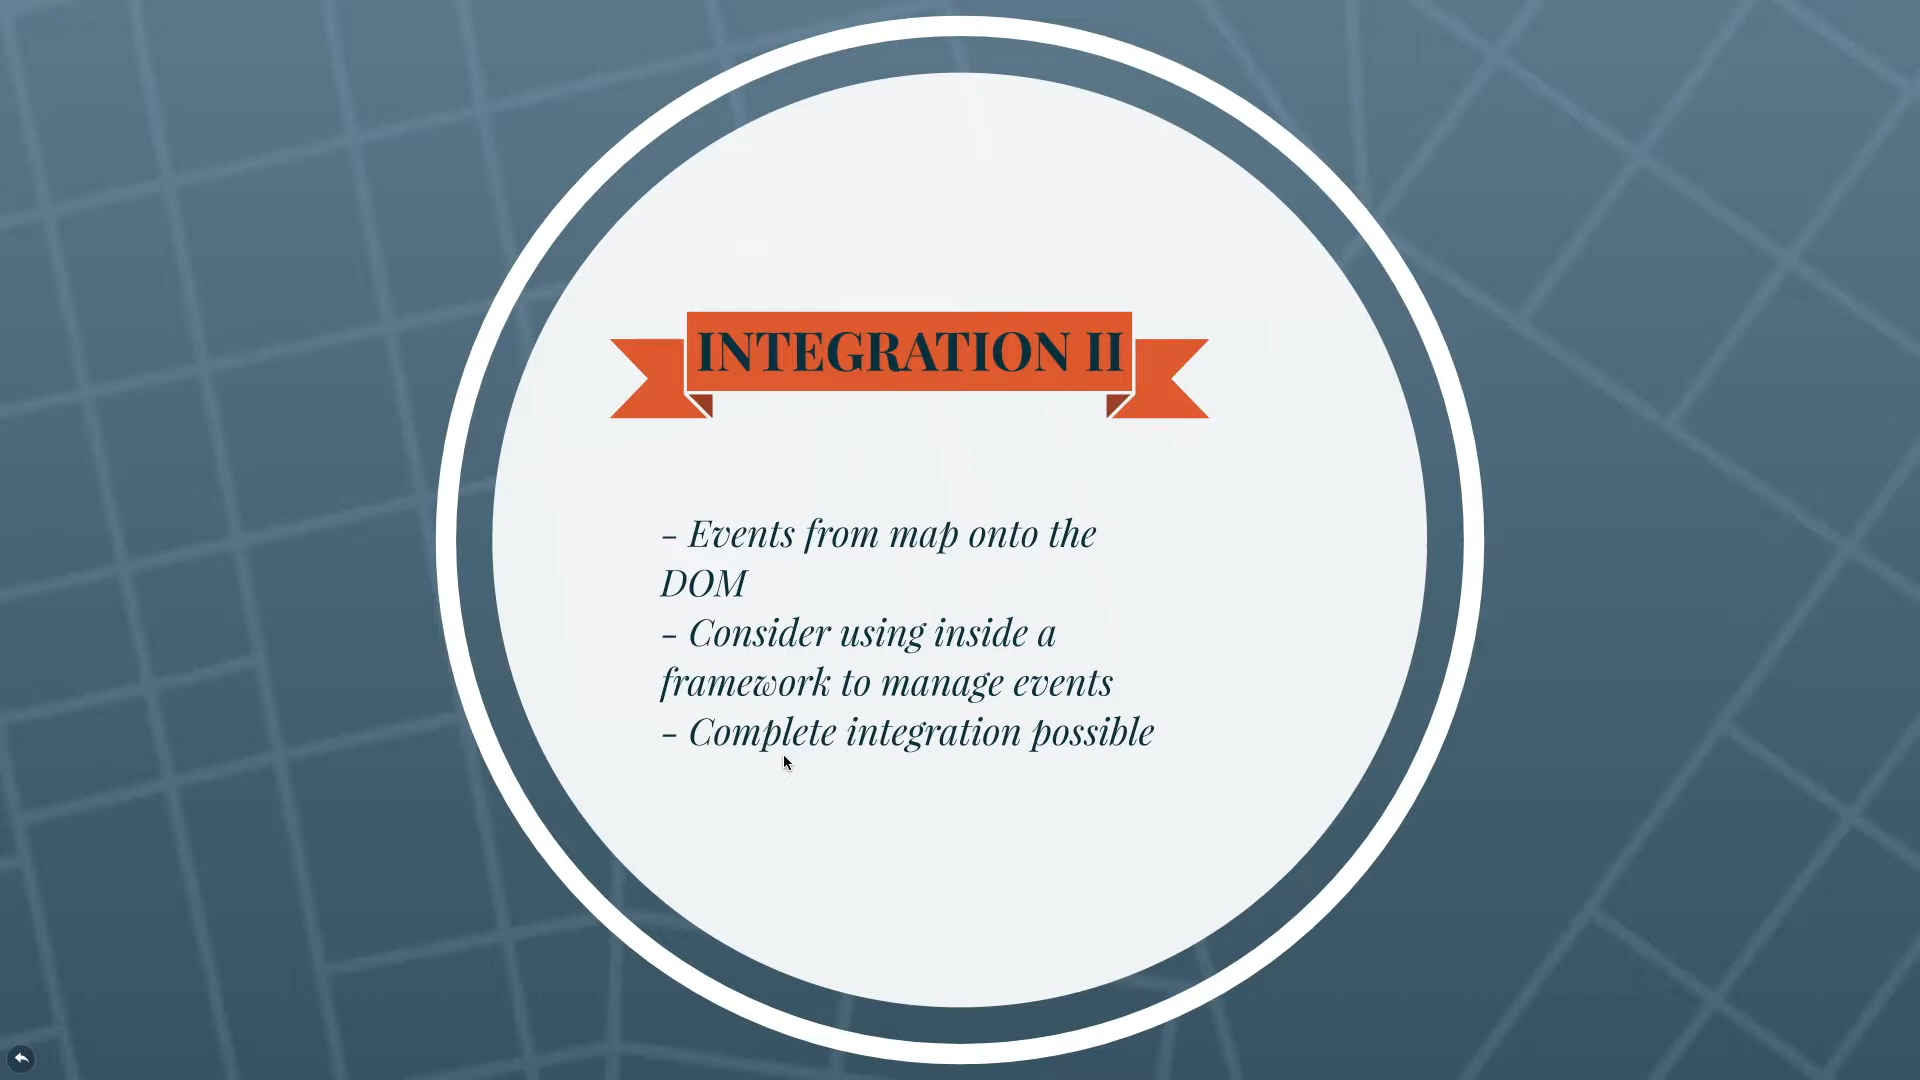 INTEGRATION II
– Events from map onto the
DOM
– Consider using inside a
framework to manage events
– Complete integration possible